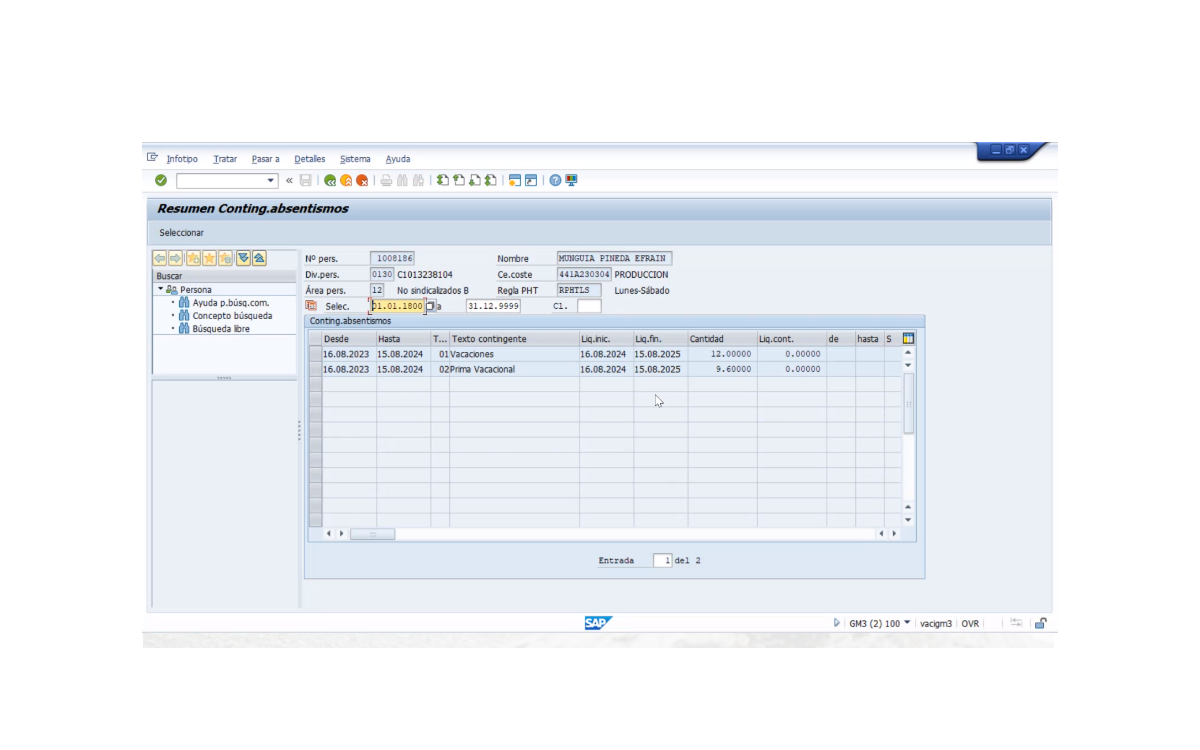 Infotipo Tratar Pasar a Detalles Sistema Ayuda
Resumen Conting.absentismos
Seleccionar
Nº pers. 1008186 Nombre MUNGUIA PINEDA EFRAIN
Buscar
Div.pers. 0130 C1013238104 Ce.coste 441A230304 PRODUCCION
Persona
Área pers. 12 No sindicalizados B Regla PHT RPHTLS Lunes-Sábado
Ayuda p.búsq.com.
Selec. 01.01.1800 a 31.12.9999 Cl.
Concepto búsqueda
Búsqueda libre
Conting.absentismos
Desde Hasta T... Texto contingente Liq.inic. Liq.fin. Cantidad Liq.cont. de hasta S
16.08.2023 15.08.2024 01 Vacaciones 16.08.2024 15.08.2025 12.00000 0.00000
16.08.2023 15.08.2024 02 Prima Vacacional 16.08.2024 15.08.2025 9.60000 0.00000
Entrada 1 del 2
SAP
GM3 (2) 100 vacigm3 OVR